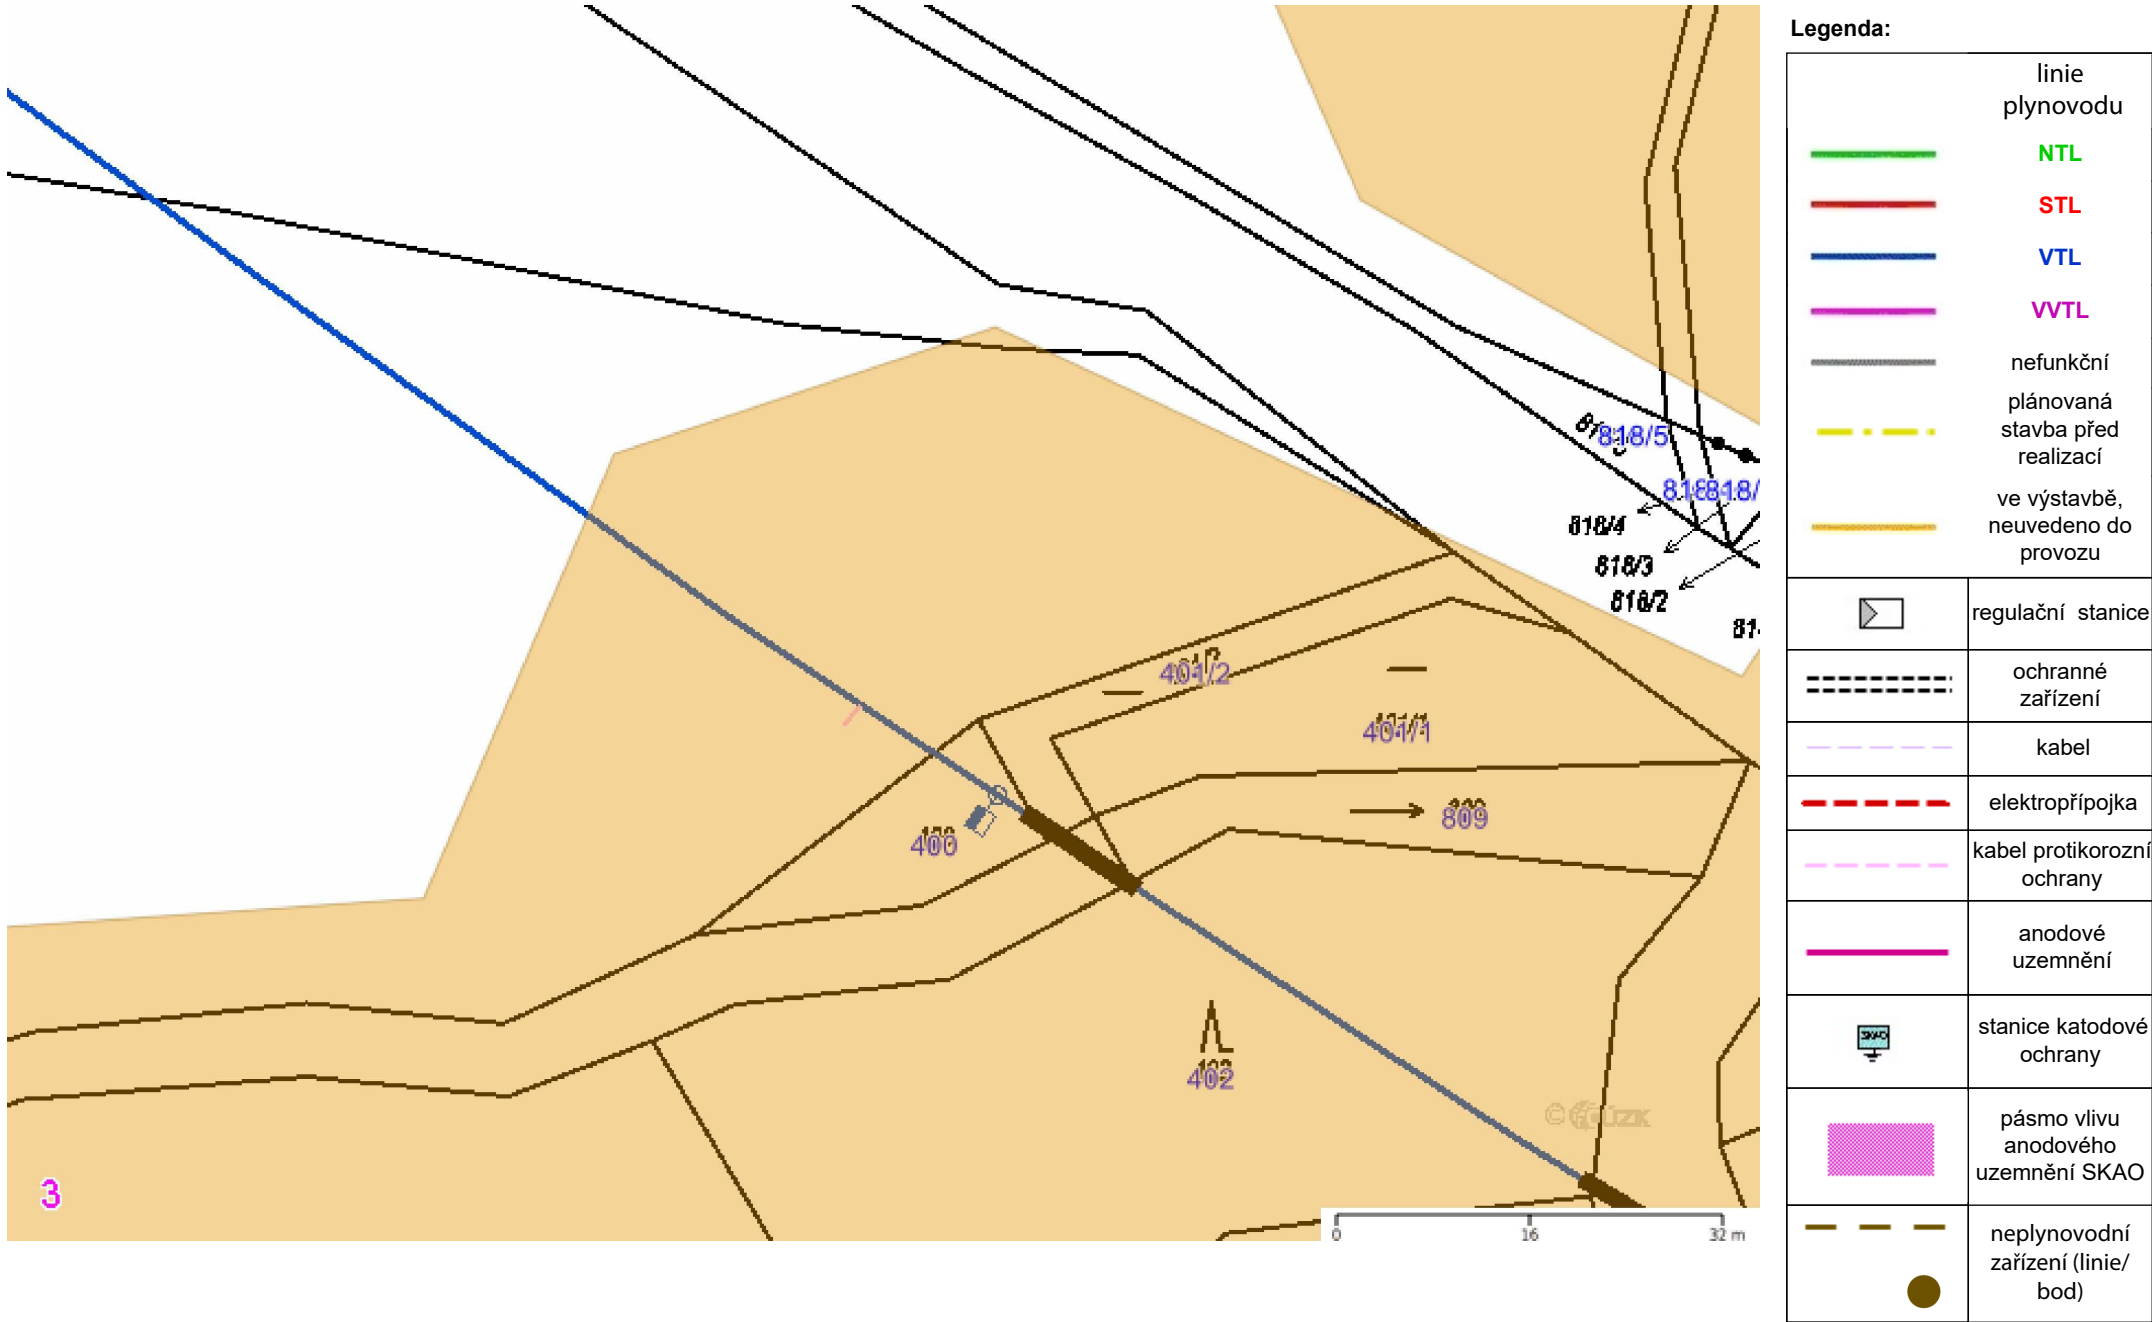 818/5
818/4
818/3
818/2
401/2
401/1
809
400
402
3
0 16 32 m
Legenda:
linie
plynovodu
NTL
STL
VTL
VVTL
nefunkční
plánovaná
stavba před
realizací
ve výstavbě,
neuvedeno do
provozu
regulační stanice
ochranné
zařízení
kabel
elektropřípojka
kabel protikorozní
ochrany
anodové
uzemnění
SKAO
stanice katodové
ochrany
pásmo vlivu
anodového
uzemnění SKAO
neplynovodní
zařízení (linie/
bod)